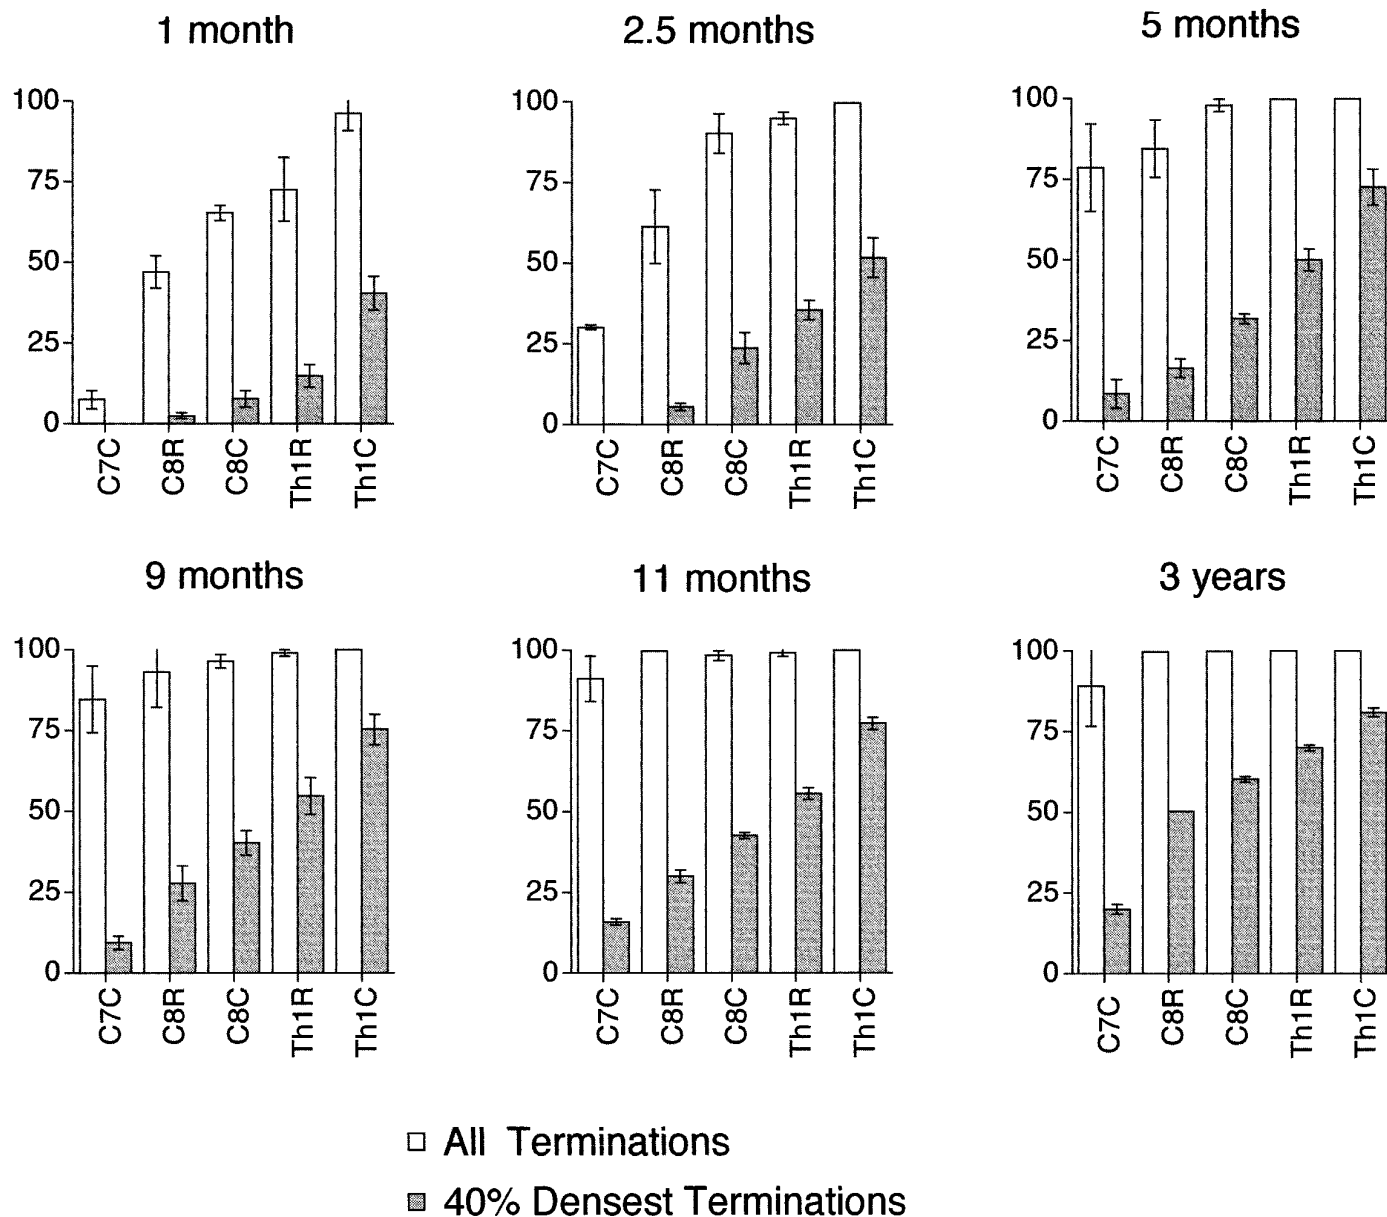 1 month
2.5 months
5 months
100
75
50
25
0
C7C
C8R
C8C
Th1R
Th1C
100
75
50
25
0
C7C
C8R
C8C
Th1R
Th1C
100
75
50
25
0
C7C
C8R
C8C
Th1R
Th1C
9 months
11 months
3 years
100
75
50
25
0
C7C
C8R
C8C
Th1R
Th1C
100
75
50
25
0
C7C
C8R
C8C
Th1R
Th1C
100
75
50
25
0
C7C
C8R
C8C
Th1R
Th1C
All Terminations
40% Densest Terminations